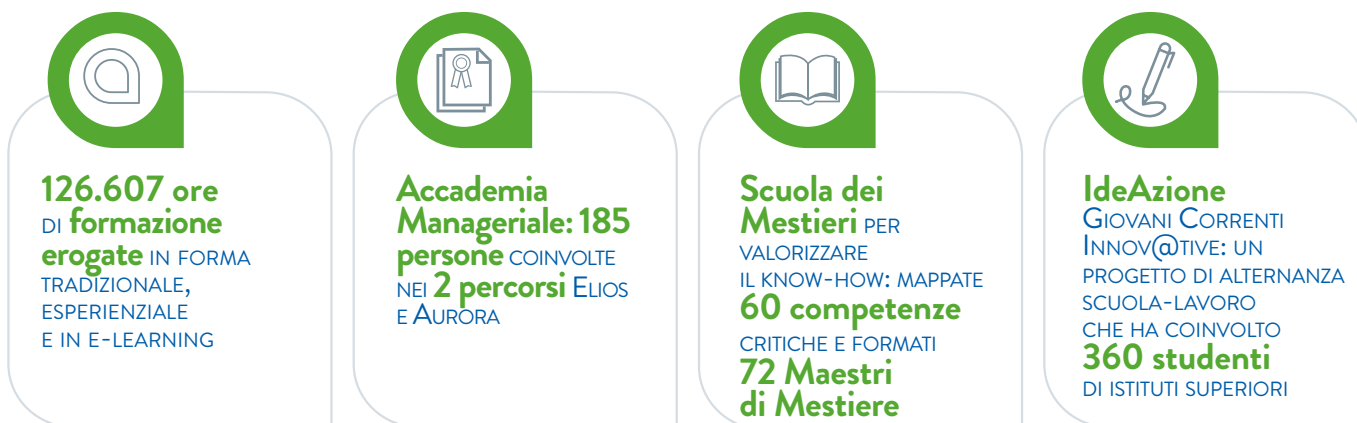 126.607 ore
di formazione
erogate in forma
tradizionale,
esperienziale
e in e-learning
Accademia
Manageriale: 185
persone coinvolte
nei 2 percorsi Elios
e Aurora
Scuola dei
Mestieri per
valorizzare
il know-how: mappate
60 competenze
critiche e formati
72 Maestri
di Mestiere
IdeAzione
Giovani Correnti
Innov@tive: un
progetto di alternanza
scuola-lavoro
che ha coinvolto
360 studenti
di istituti superiori